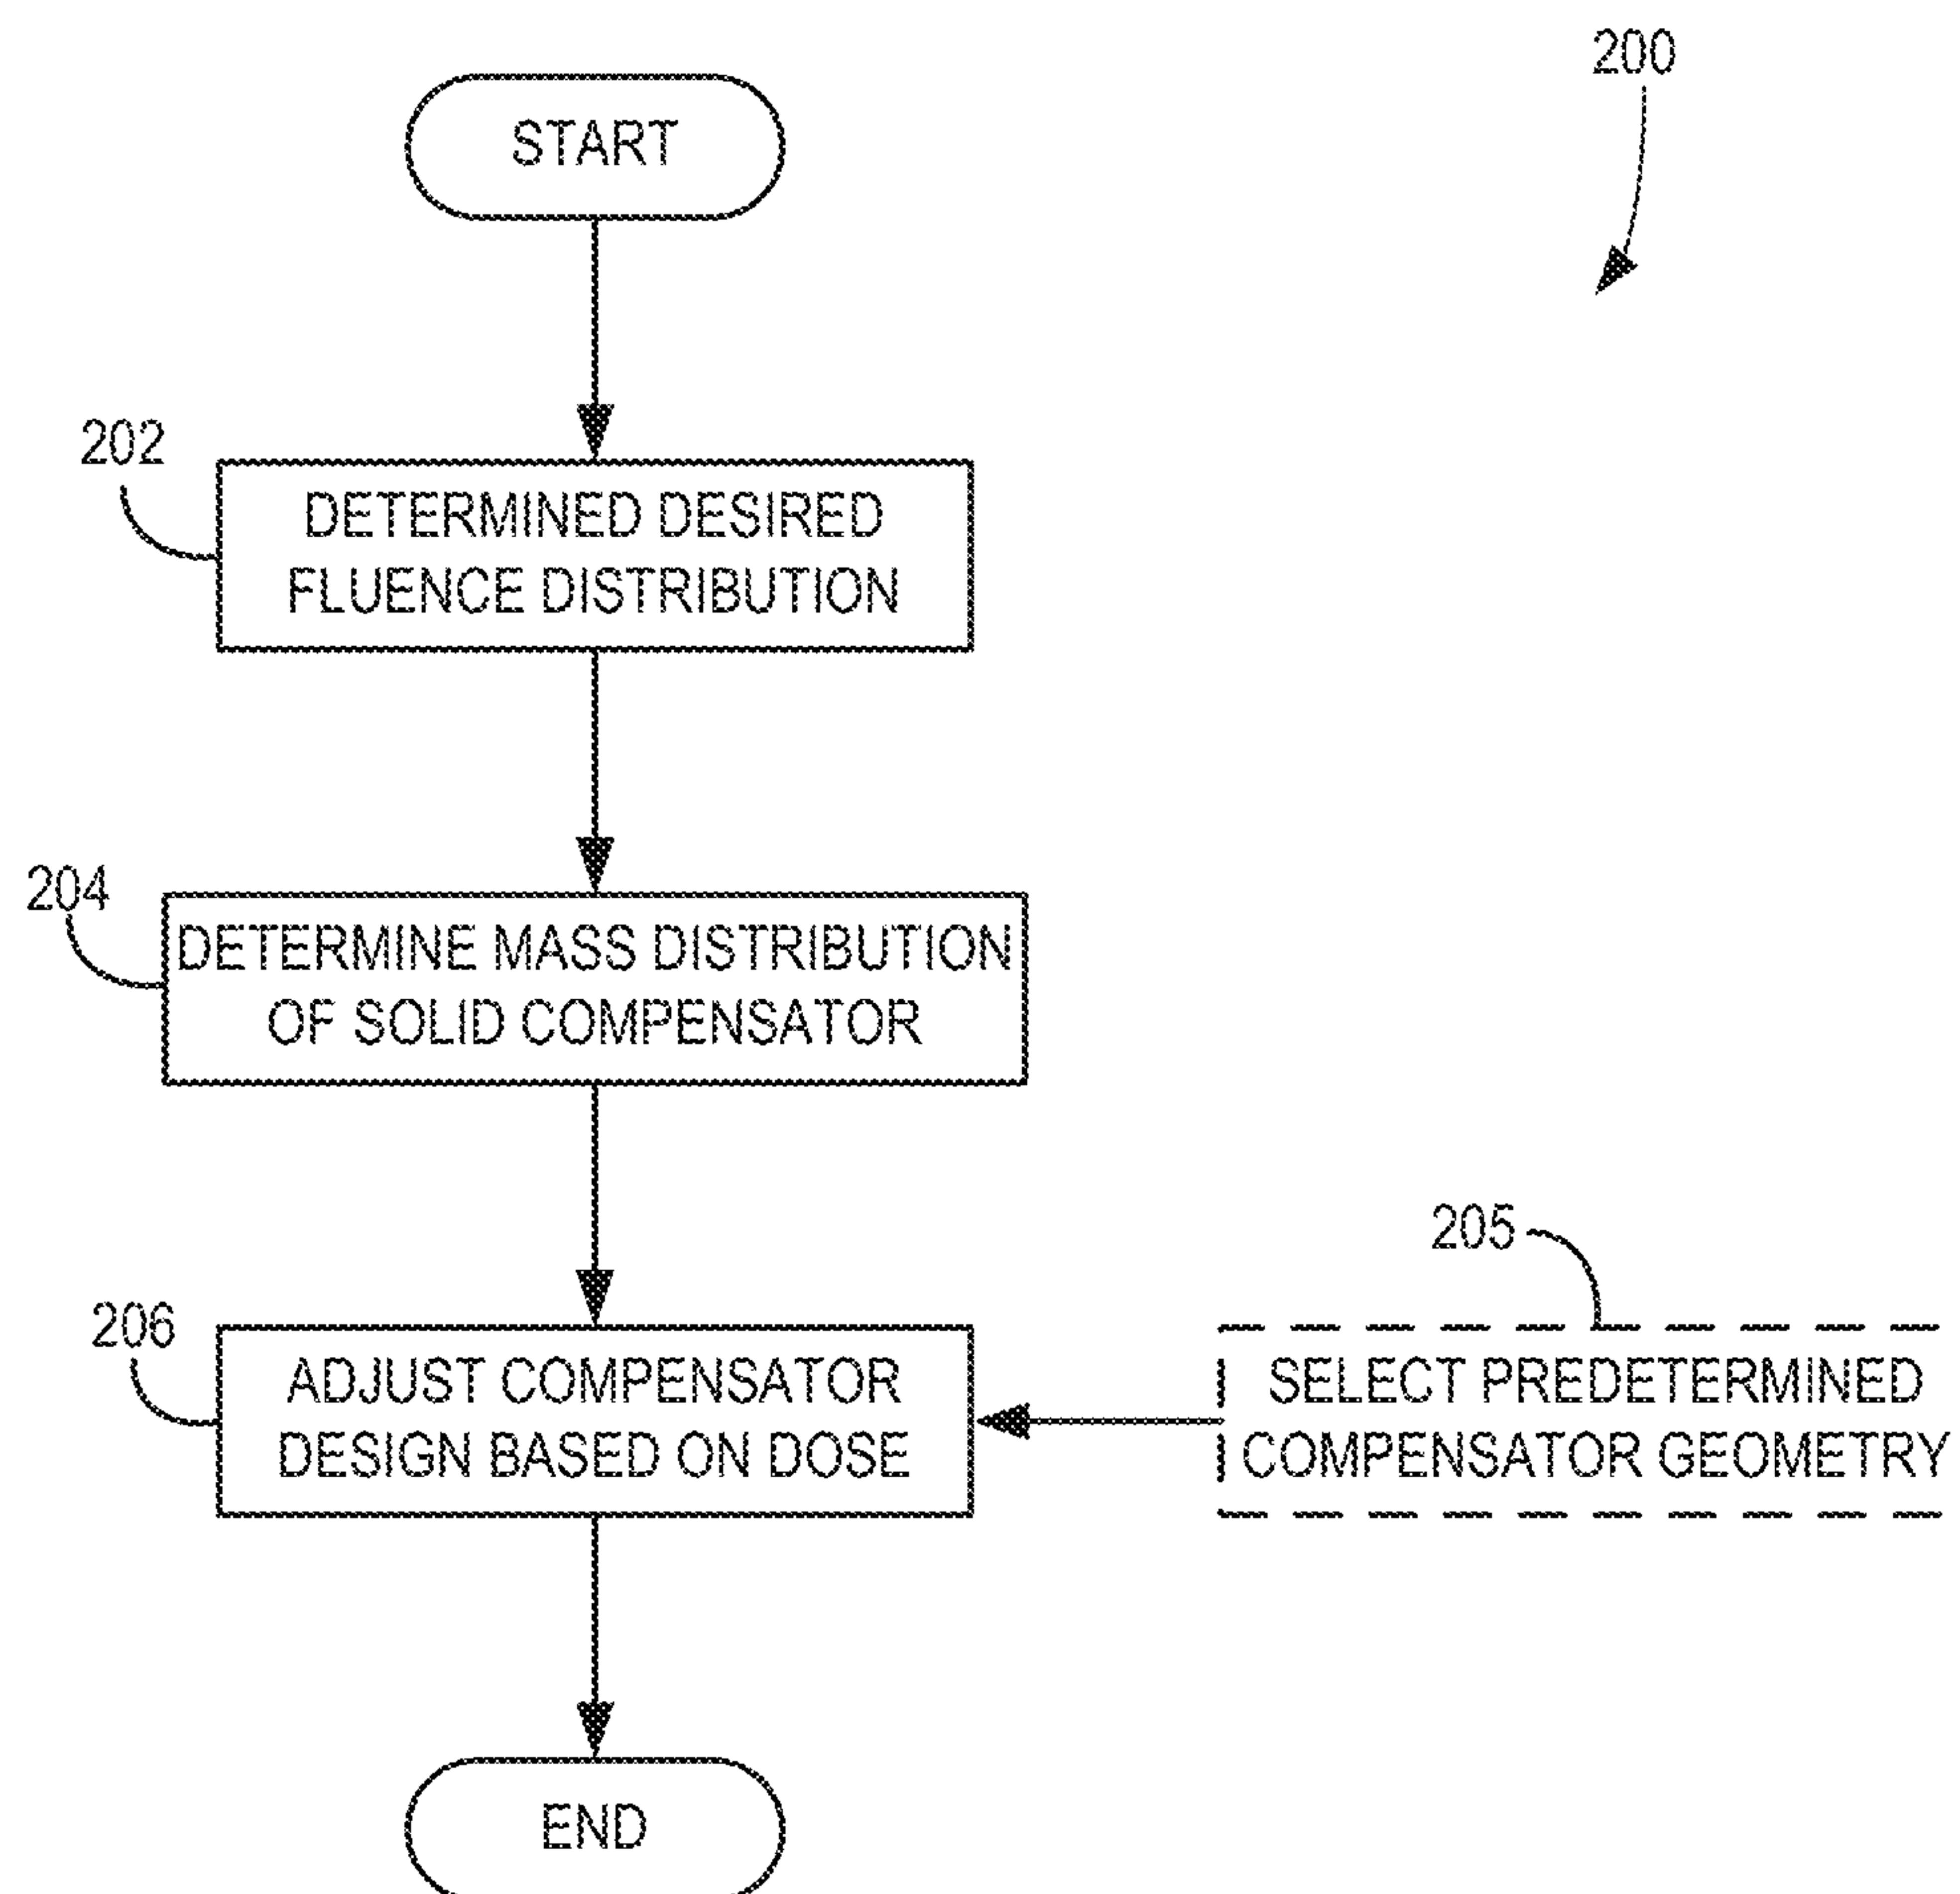 200
START
202
DETERMINED DESIRED
FLUENCE DISTRIBUTION
204
DETERMINE MASS DISTRIBUTION
OF SOLID COMPENSATOR
205
206
ADJUST COMPENSATOR
DESIGN BASED ON DOSE
SELECT PREDETERMINED
COMPENSATOR GEOMETRY
END